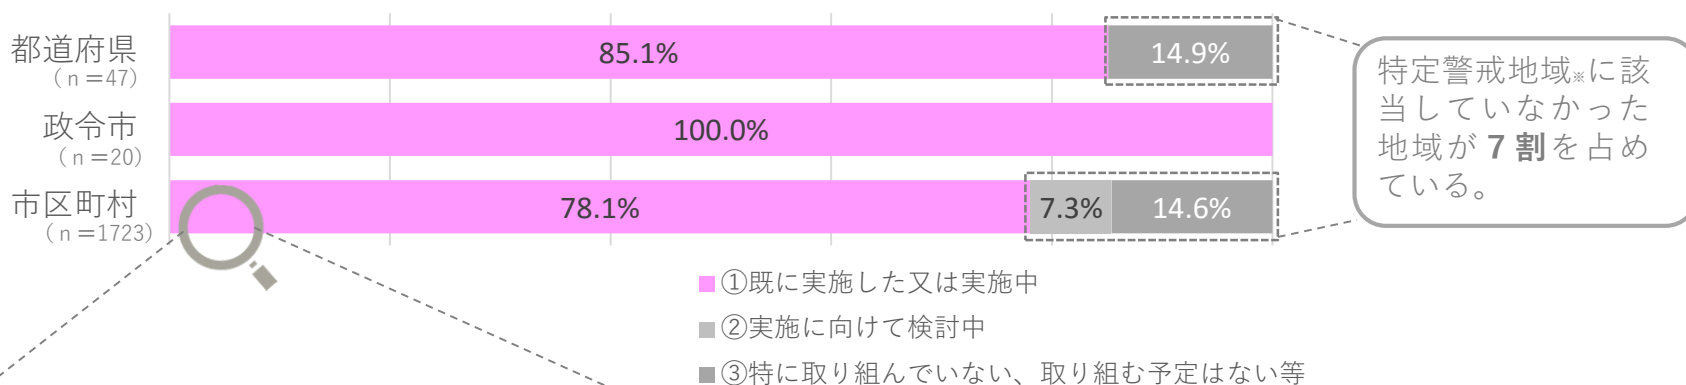 都道府県
（ｎ＝47）
85.1%
14.9%
政令市
（ｎ＝20）
100.0%
市区町村
（ｎ＝1723）
78.1%
7.3%
14.6%
特定警戒地域※に該
当していなかった
地域が７割を占め
ている。
①既に実施した又は実施中
②実施に向けて検討中
③特に取り組んでいない、取り組む予定はない等